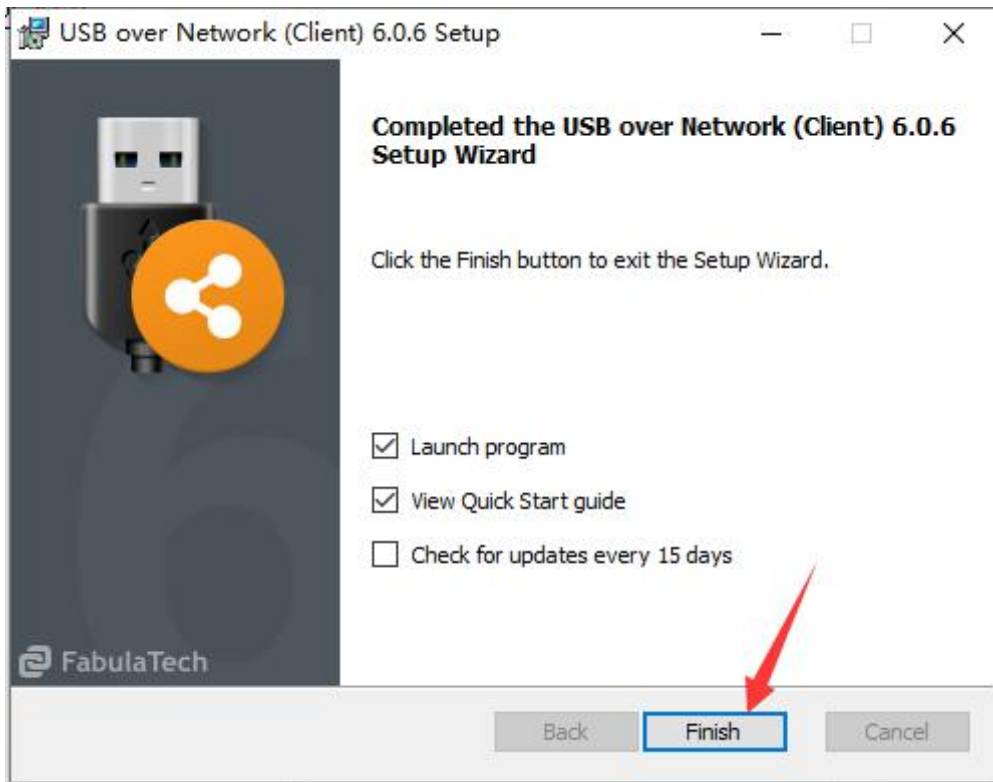 USB over Network (Client) 6.0.6 Setup
Completed the USB over Network (Client) 6.0.6
Setup Wizard
Click the Finish button to exit the Setup Wizard.
Launch program
View Quick Start guide
Check for updates every 15 days
6
FabulaTech
Back
Finish
Cancel